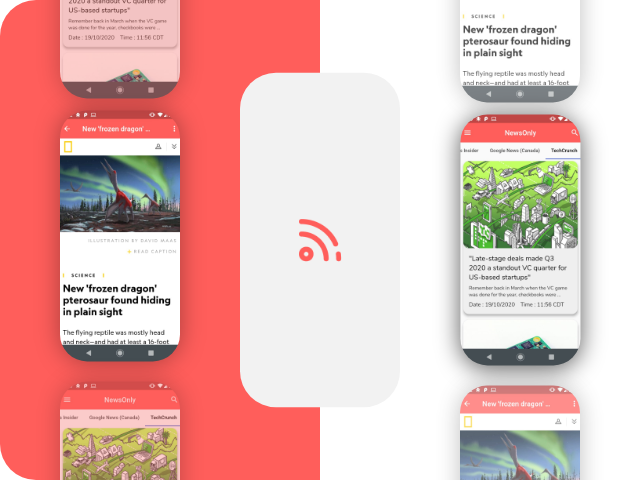 2020 a standout VC quarter for
US-based startups"
Remember back in March when the VC game
was done for the year, checkbooks were ...
Date : 19/10/2020 Time : 11:56 CDT
New 'frozen dragon' ...
ILLUSTRATION BY DAVID MAAS
READ CAPTION
SCIENCE
New 'frozen dragon'
pterosaur found hiding
in plain sight
The flying reptile was mostly head
and neck—and had at least a 16-foot
NewsOnly
s Insider Google News (Canada) TechCrunch
SCIENCE
New 'frozen dragon'
pterosaur found hiding
in plain sight
The flying reptile was mostly head
and neck—and had at least a 16-foot
NewsOnly
s Insider Google News (Canada) TechCrunch
"Late-stage deals made Q3
2020 a standout VC quarter for
US-based startups"
Remember back in March when the VC game
was done for the year, checkbooks were ...
Date : 19/10/2020 Time : 11:56 CDT
New 'frozen dragon' ...